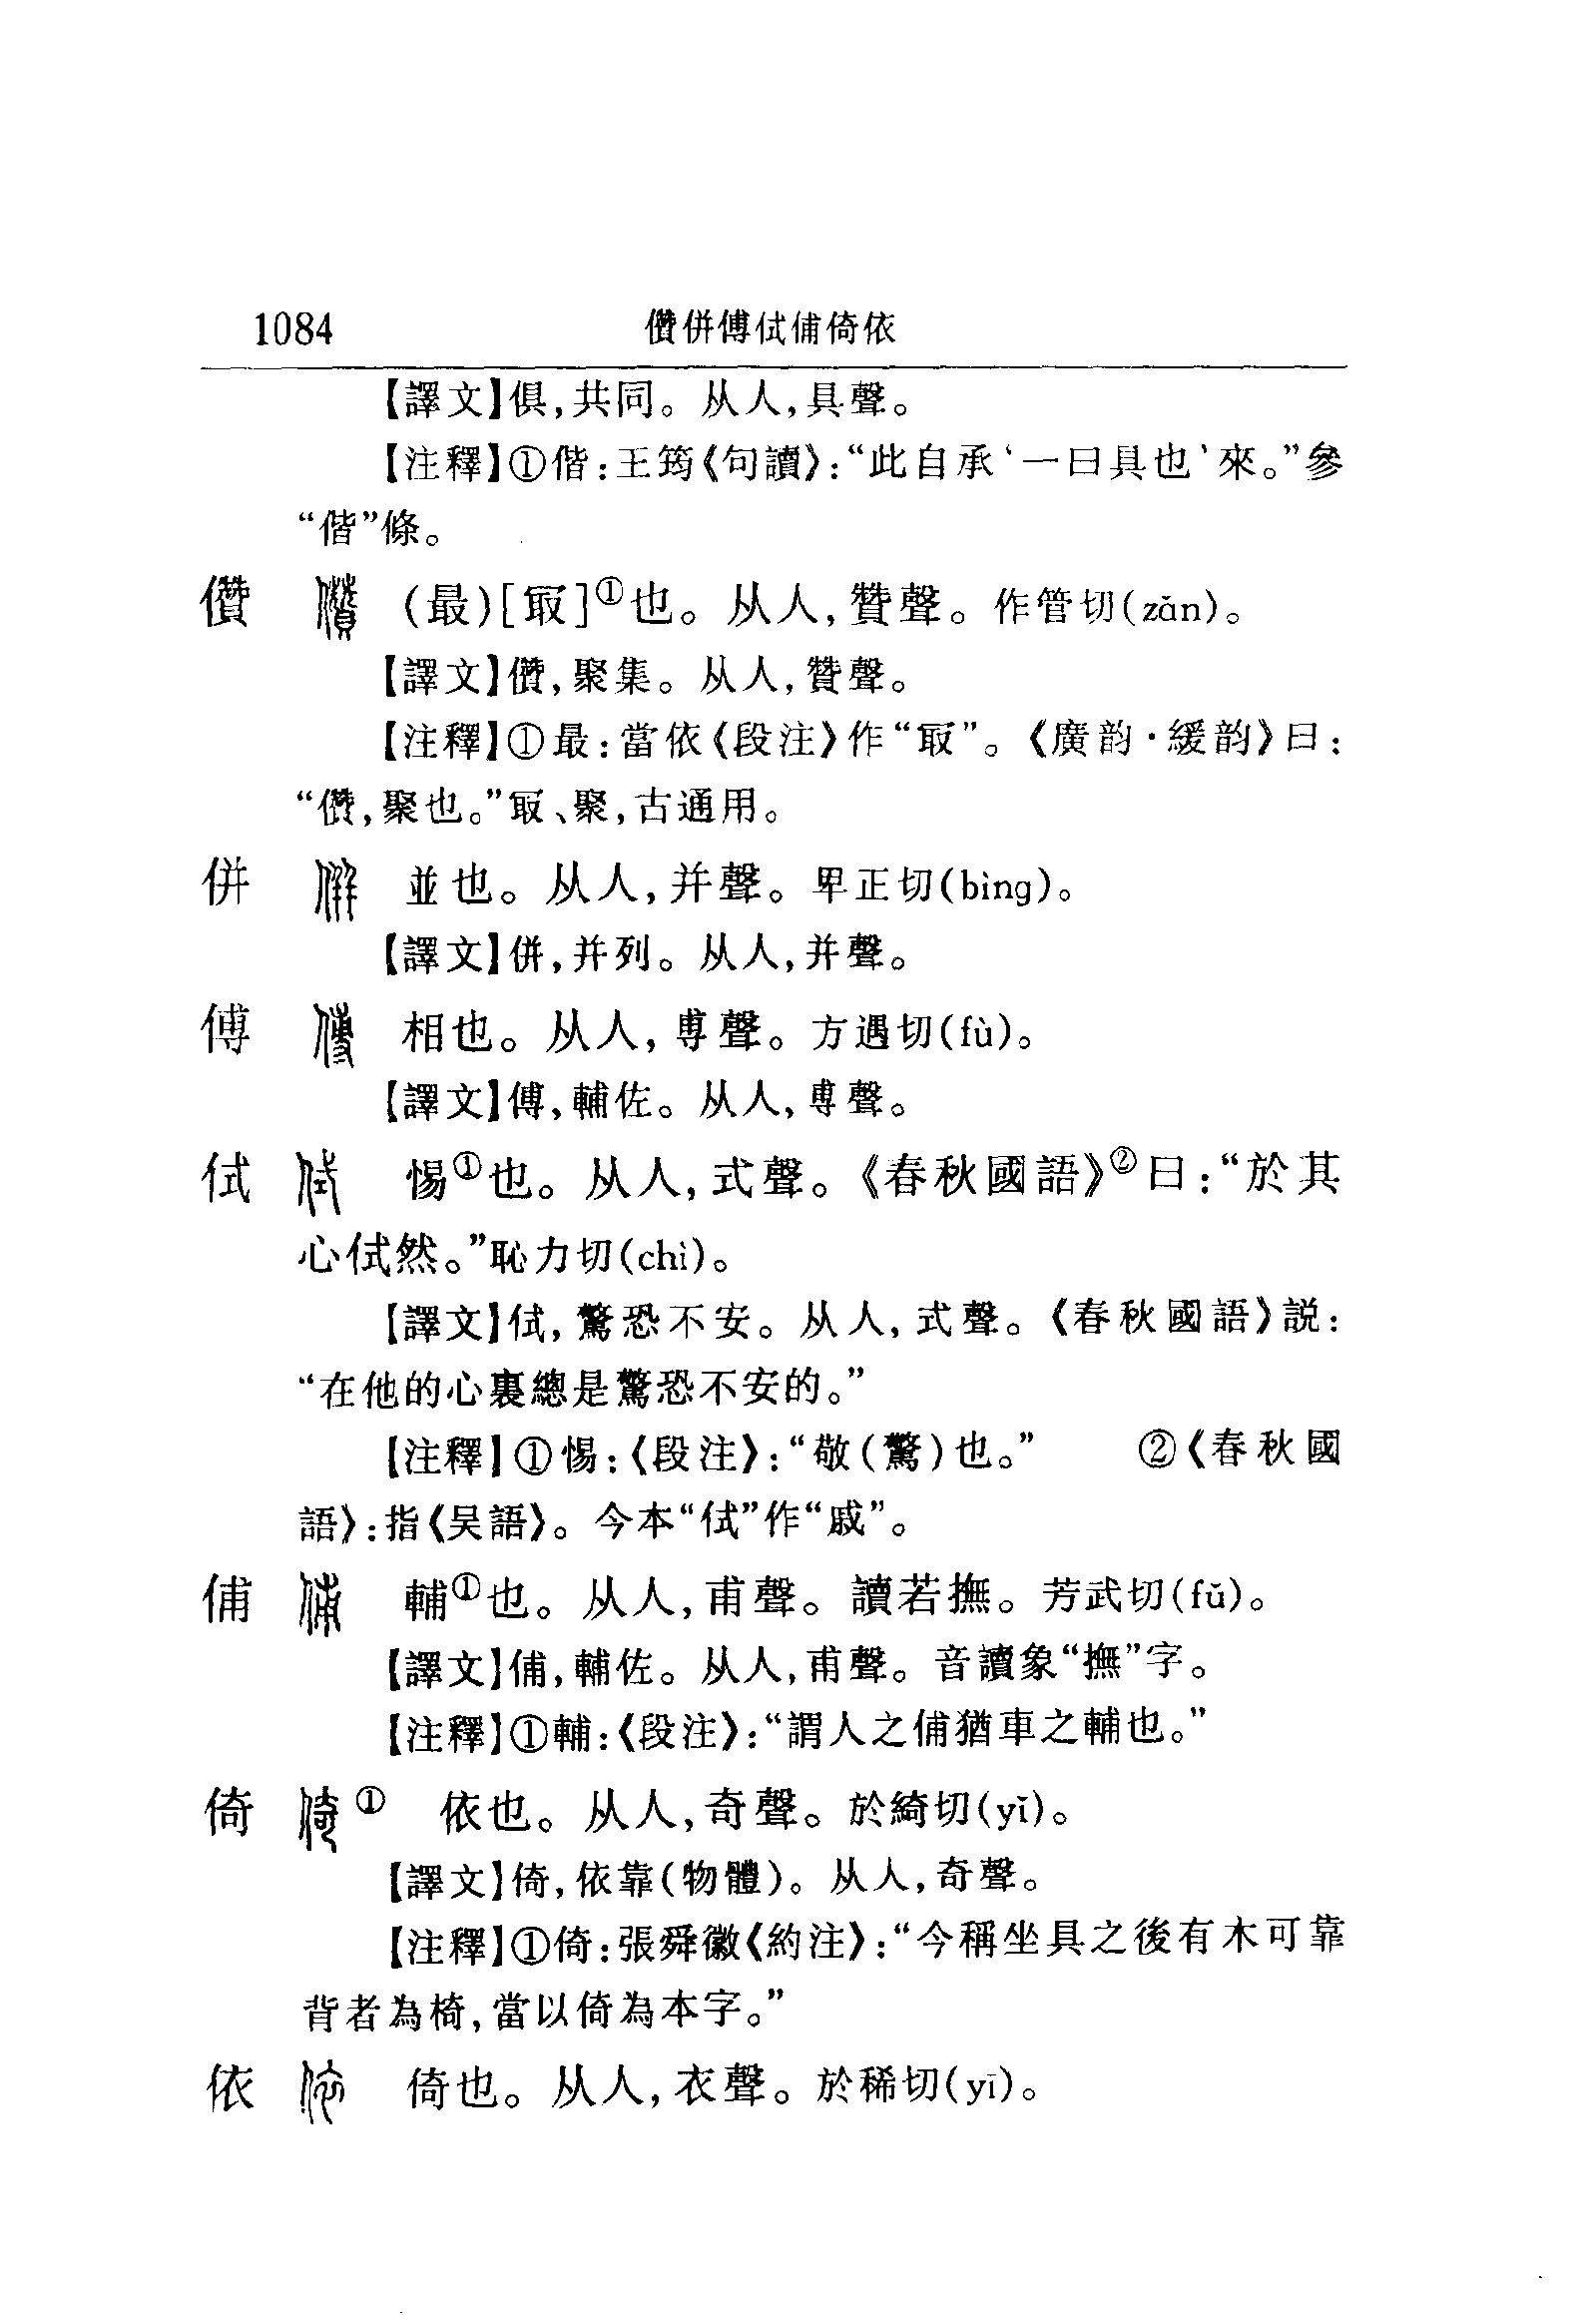 1084 儹併傅侙俌倚依
【譯文】俱,共同。从人,具聲。
【注釋】①偕:王筠《句讀》:“此自承‘一曰具也’來。”參
“偕”條。
儹 (最)[冣]①也。从人,贊聲。作管切(zǎn)。
【譯文】儹,聚集。从人,贊聲。
【注釋】①最:當依《段注》作“冣”。《廣韵·緩韵》曰:
“儧,聚也。”冣、聚,古通用。
併 並也。从人,并聲。卑正切(bìng)。
【譯文】併,并列。从人,并聲。
傅 相也。从人,尃聲。方遇切(fù)。
【譯文】傅,輔佐。从人,尃聲。
侙 惕①也。从人,式聲。《春秋國語》②曰:“於其
心侙然。”恥力切(chì)。
【譯文】侙,驚恐不安。从人,式聲。《春秋國語》説:
“在他的心裏總是驚恐不安的。”
【注釋】①惕:《段注》:“敬(驚)也。” ②《春秋國
語》:指《吴語》。今本“侙”作“戚”。
俌 輔①也。从人,甫聲。讀若撫。芳武切(fǔ)。
【譯文】俌,輔佐。从人,甫聲。音讀象“撫”字。
【注釋】①輔:《段注》:“謂人之俌猶車之輔也。”
倚 ① 依也。从人,奇聲。於綺切(yǐ)。
【譯文】倚,依靠(物體)。从人,奇聲。
【注釋】①倚:張舜徽《約注》:“今稱坐具之後有木可靠
背者為椅,當以倚為本字。”
依 倚也。从人,衣聲。於稀切(yī)。